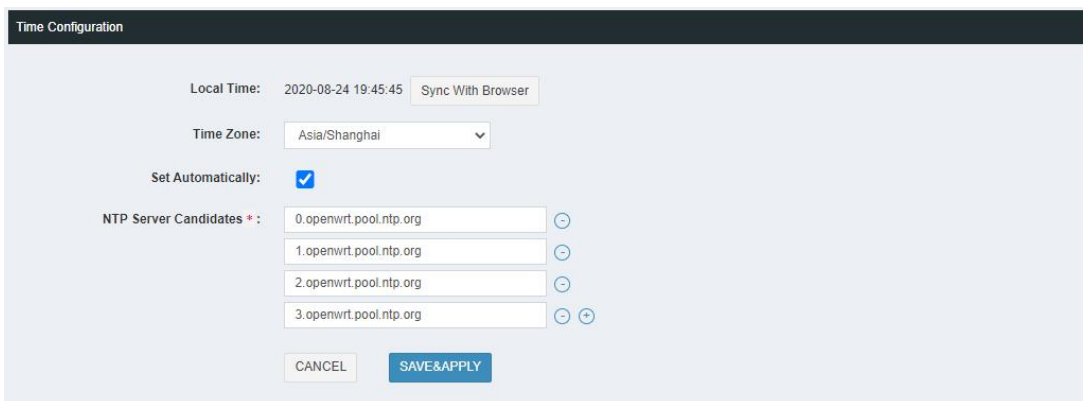 Time Configuration
Local Time: 2020-08-24 19:45:45 Sync With Browser
Time Zone: Asia/Shanghai
Set Automatically:
NTP Server Candidates * : 0.openwrt.pool.ntp.org -
1.openwrt.pool.ntp.org -
2.openwrt.pool.ntp.org -
3.openwrt.pool.ntp.org - +
CANCEL SAVE&APPLY